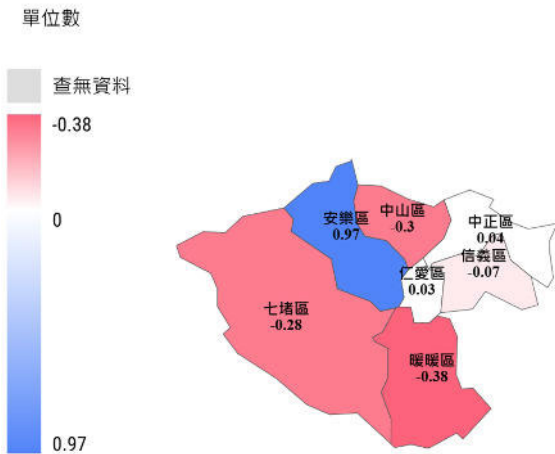 單位數
查無資料
-0.38
0
0.97
安樂區
0.97
中山區
-0.3
中正區
0.04
信義區
-0.07
仁愛區
0.03
七堵區
-0.28
暖暖區
-0.38